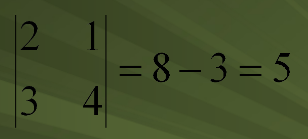 |2 1|
|3 4| = 8 − 3 = 5